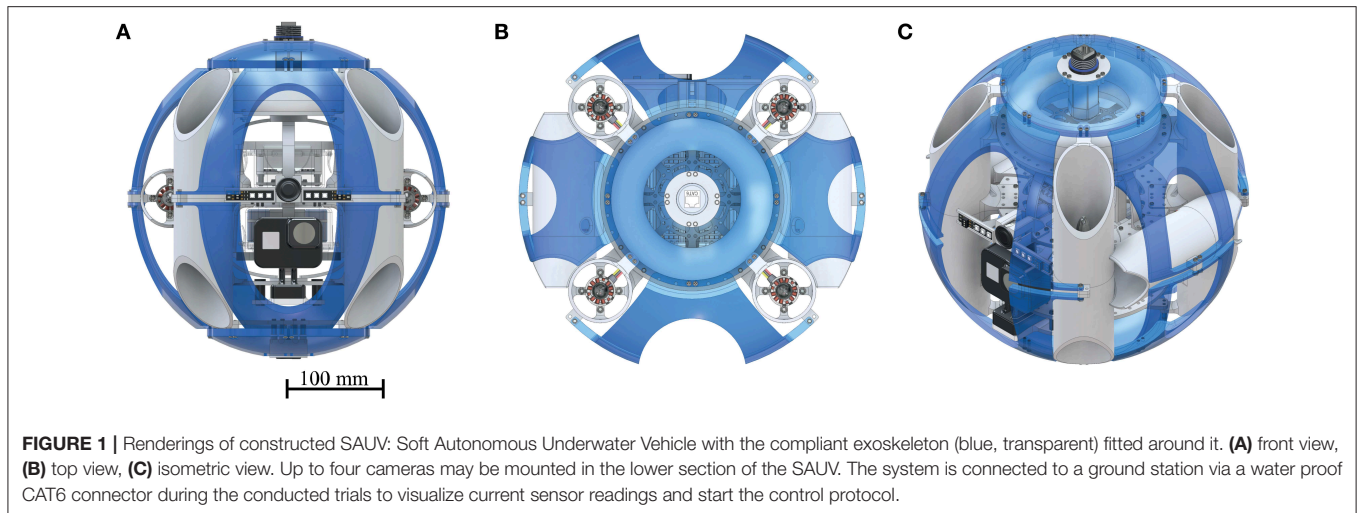 A
B
C
CAT6
100 mm
FIGURE 1 | Renderings of constructed SAUV: Soft Autonomous Underwater Vehicle with the compliant exoskeleton (blue, transparent) fitted around it. (A) front view,
(B) top view, (C) isometric view. Up to four cameras may be mounted in the lower section of the SAUV. The system is connected to a ground station via a water proof
CAT6 connector during the conducted trials to visualize current sensor readings and start the control protocol.